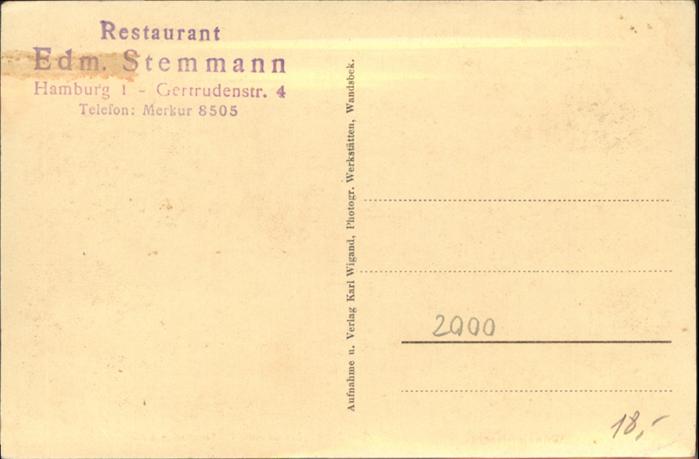 Restaurant
Edm. Stemmann
Hamburg 1 - Gertrudenstr. 4
Telefon: Merkur 8505
Aufnahme u. Verlag Karl Wigand, Photogr. Werkstätten, Wandsbek.
2000
18,-